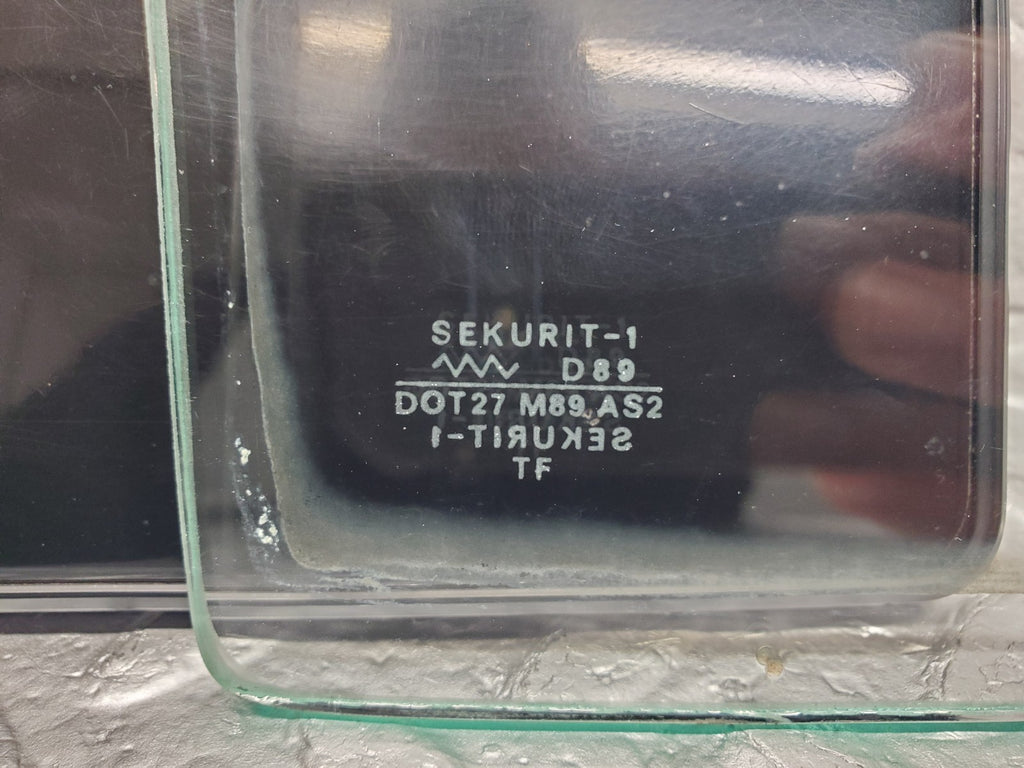 SEKURIT-1
D89
DOT27 M89 AS2
SEKURIT-1
TF